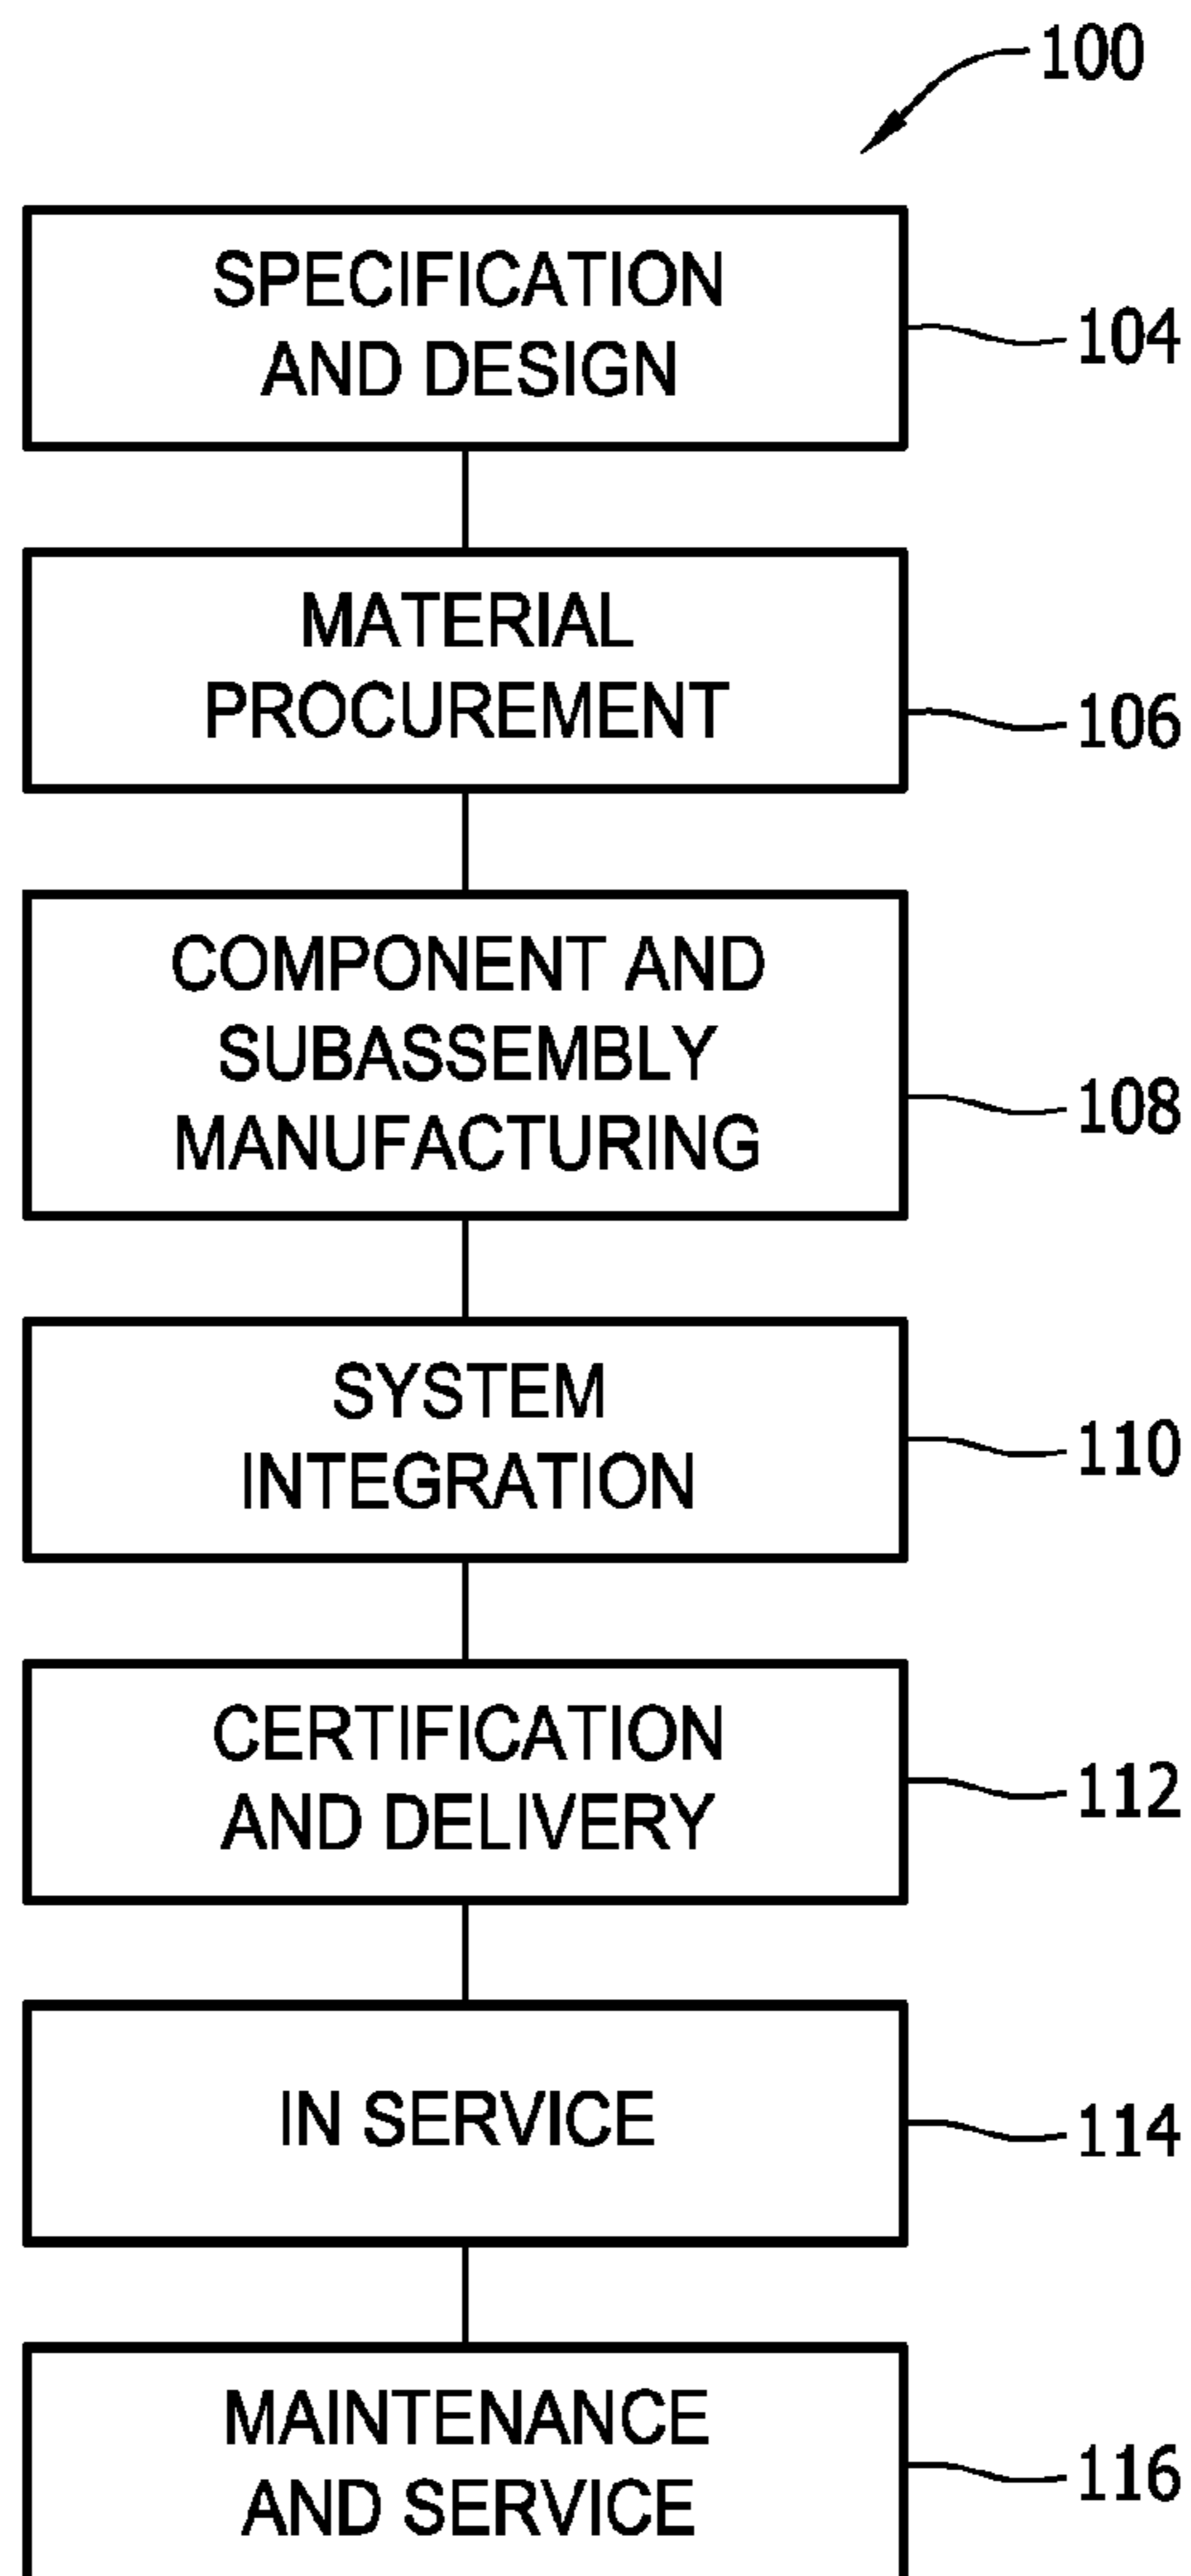 100
SPECIFICATION
AND DESIGN
104
MATERIAL
PROCUREMENT
106
COMPONENT AND
SUBASSEMBLY
MANUFACTURING
108
SYSTEM
INTEGRATION
110
CERTIFICATION
AND DELIVERY
112
IN SERVICE
114
MAINTENANCE
AND SERVICE
116